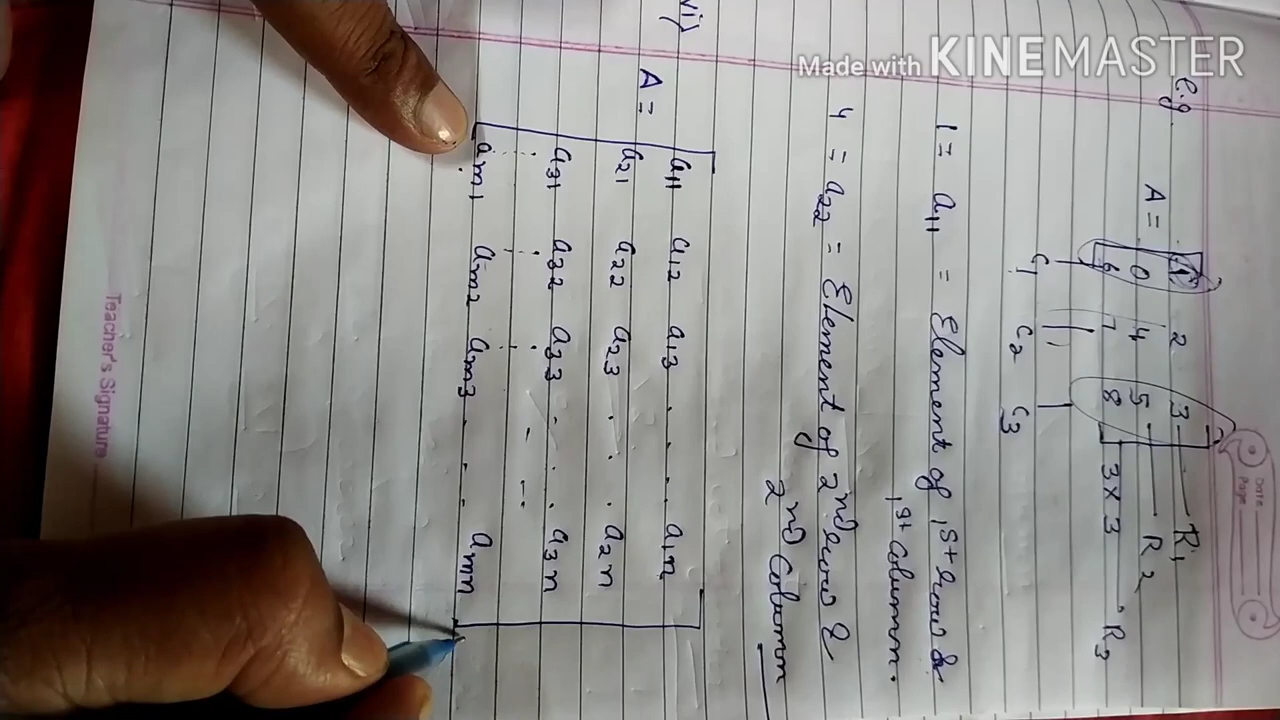 Made with KINEMASTER
Date
Page
e.g.
A = 1 2 3 R1
0 4 5 R2
6 7 8 3 × 3 R3
C1 C2 C3
1 = a11 = Element of 1st row &
1st column.
4 = a22 = Element of 2nd row &
2nd Column
vi)
A = a11 a12 a13 . . . a1n
a21 a22 a23 . . . a2n
a31 a32 a33 . . . a3n
am1 am2 am3 . . . amn
Teacher's Signature